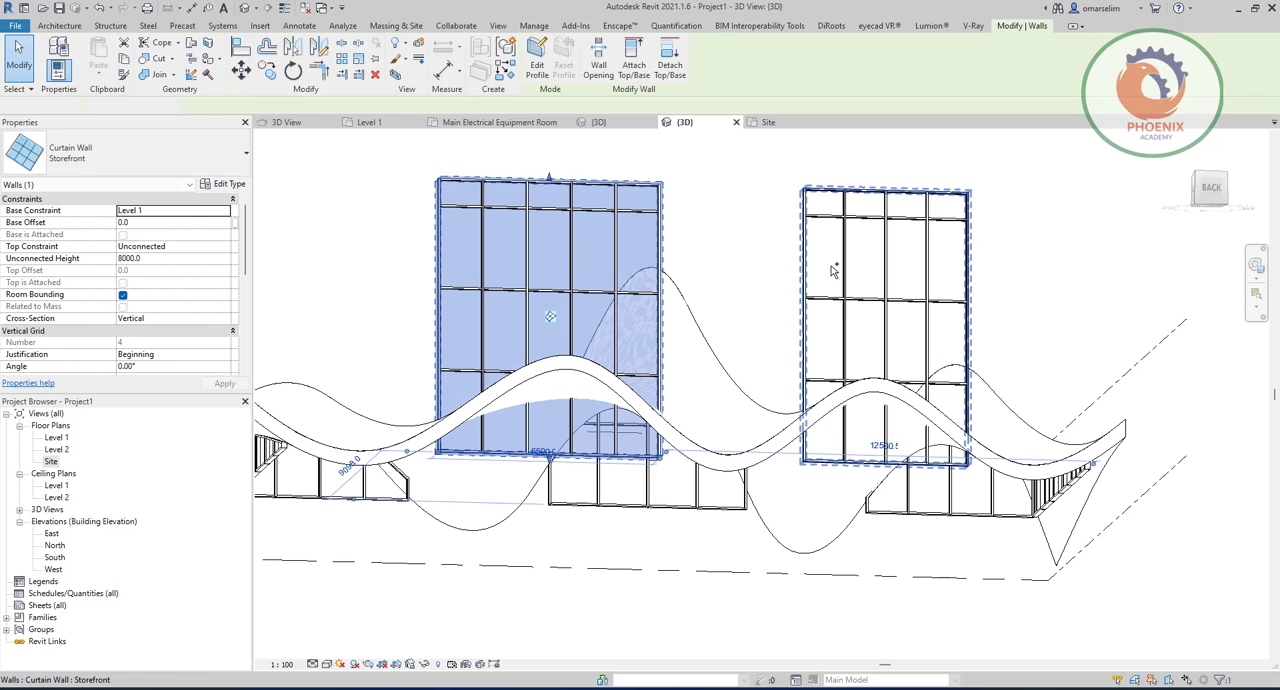 Autodesk Revit 2021.1.6 - Project1 - 3D View: {3D}
omarselim
File Architecture Structure Steel Precast Systems Insert Annotate Analyze Massing & Site Collaborate View Manage Add-Ins Enscape™ Quantification BIM Interoperability Tools DiRoots eyecad VR® Lumion® V-Ray Modify | Walls
Modify
Paste
Cope
Cut
Join
Edit Profile
Reset Profile
Wall Opening
Attach Top/Base
Detach Top/Base
Select Properties Clipboard Geometry Modify View Measure Create Mode Modify Wall
PHOENIX
ACADEMY
Properties
3D View Level 1 Main Electrical Equipment Room {3D} {3D} Site
Curtain Wall
Storefront
Walls (1) Edit Type
Constraints
Base Constraint Level 1
Base Offset 0.0
Base is Attached
Top Constraint Unconnected
Unconnected Height 8000.0
Top Offset 0.0
Top is Attached
Room Bounding
Related to Mass
Cross-Section Vertical
Vertical Grid
Number 4
Justification Beginning
Angle 0.00°
Properties help Apply
Project Browser - Project1
Views (all)
Floor Plans
Level 1
Level 2
Site
Ceiling Plans
Level 1
Level 2
3D Views
Elevations (Building Elevation)
East
North
South
West
Legends
Schedules/Quantities (all)
Sheets (all)
Families
Groups
Revit Links
BACK
9090.0
1 : 100
Walls : Curtain Wall : Storefront
:0
Main Model
:1